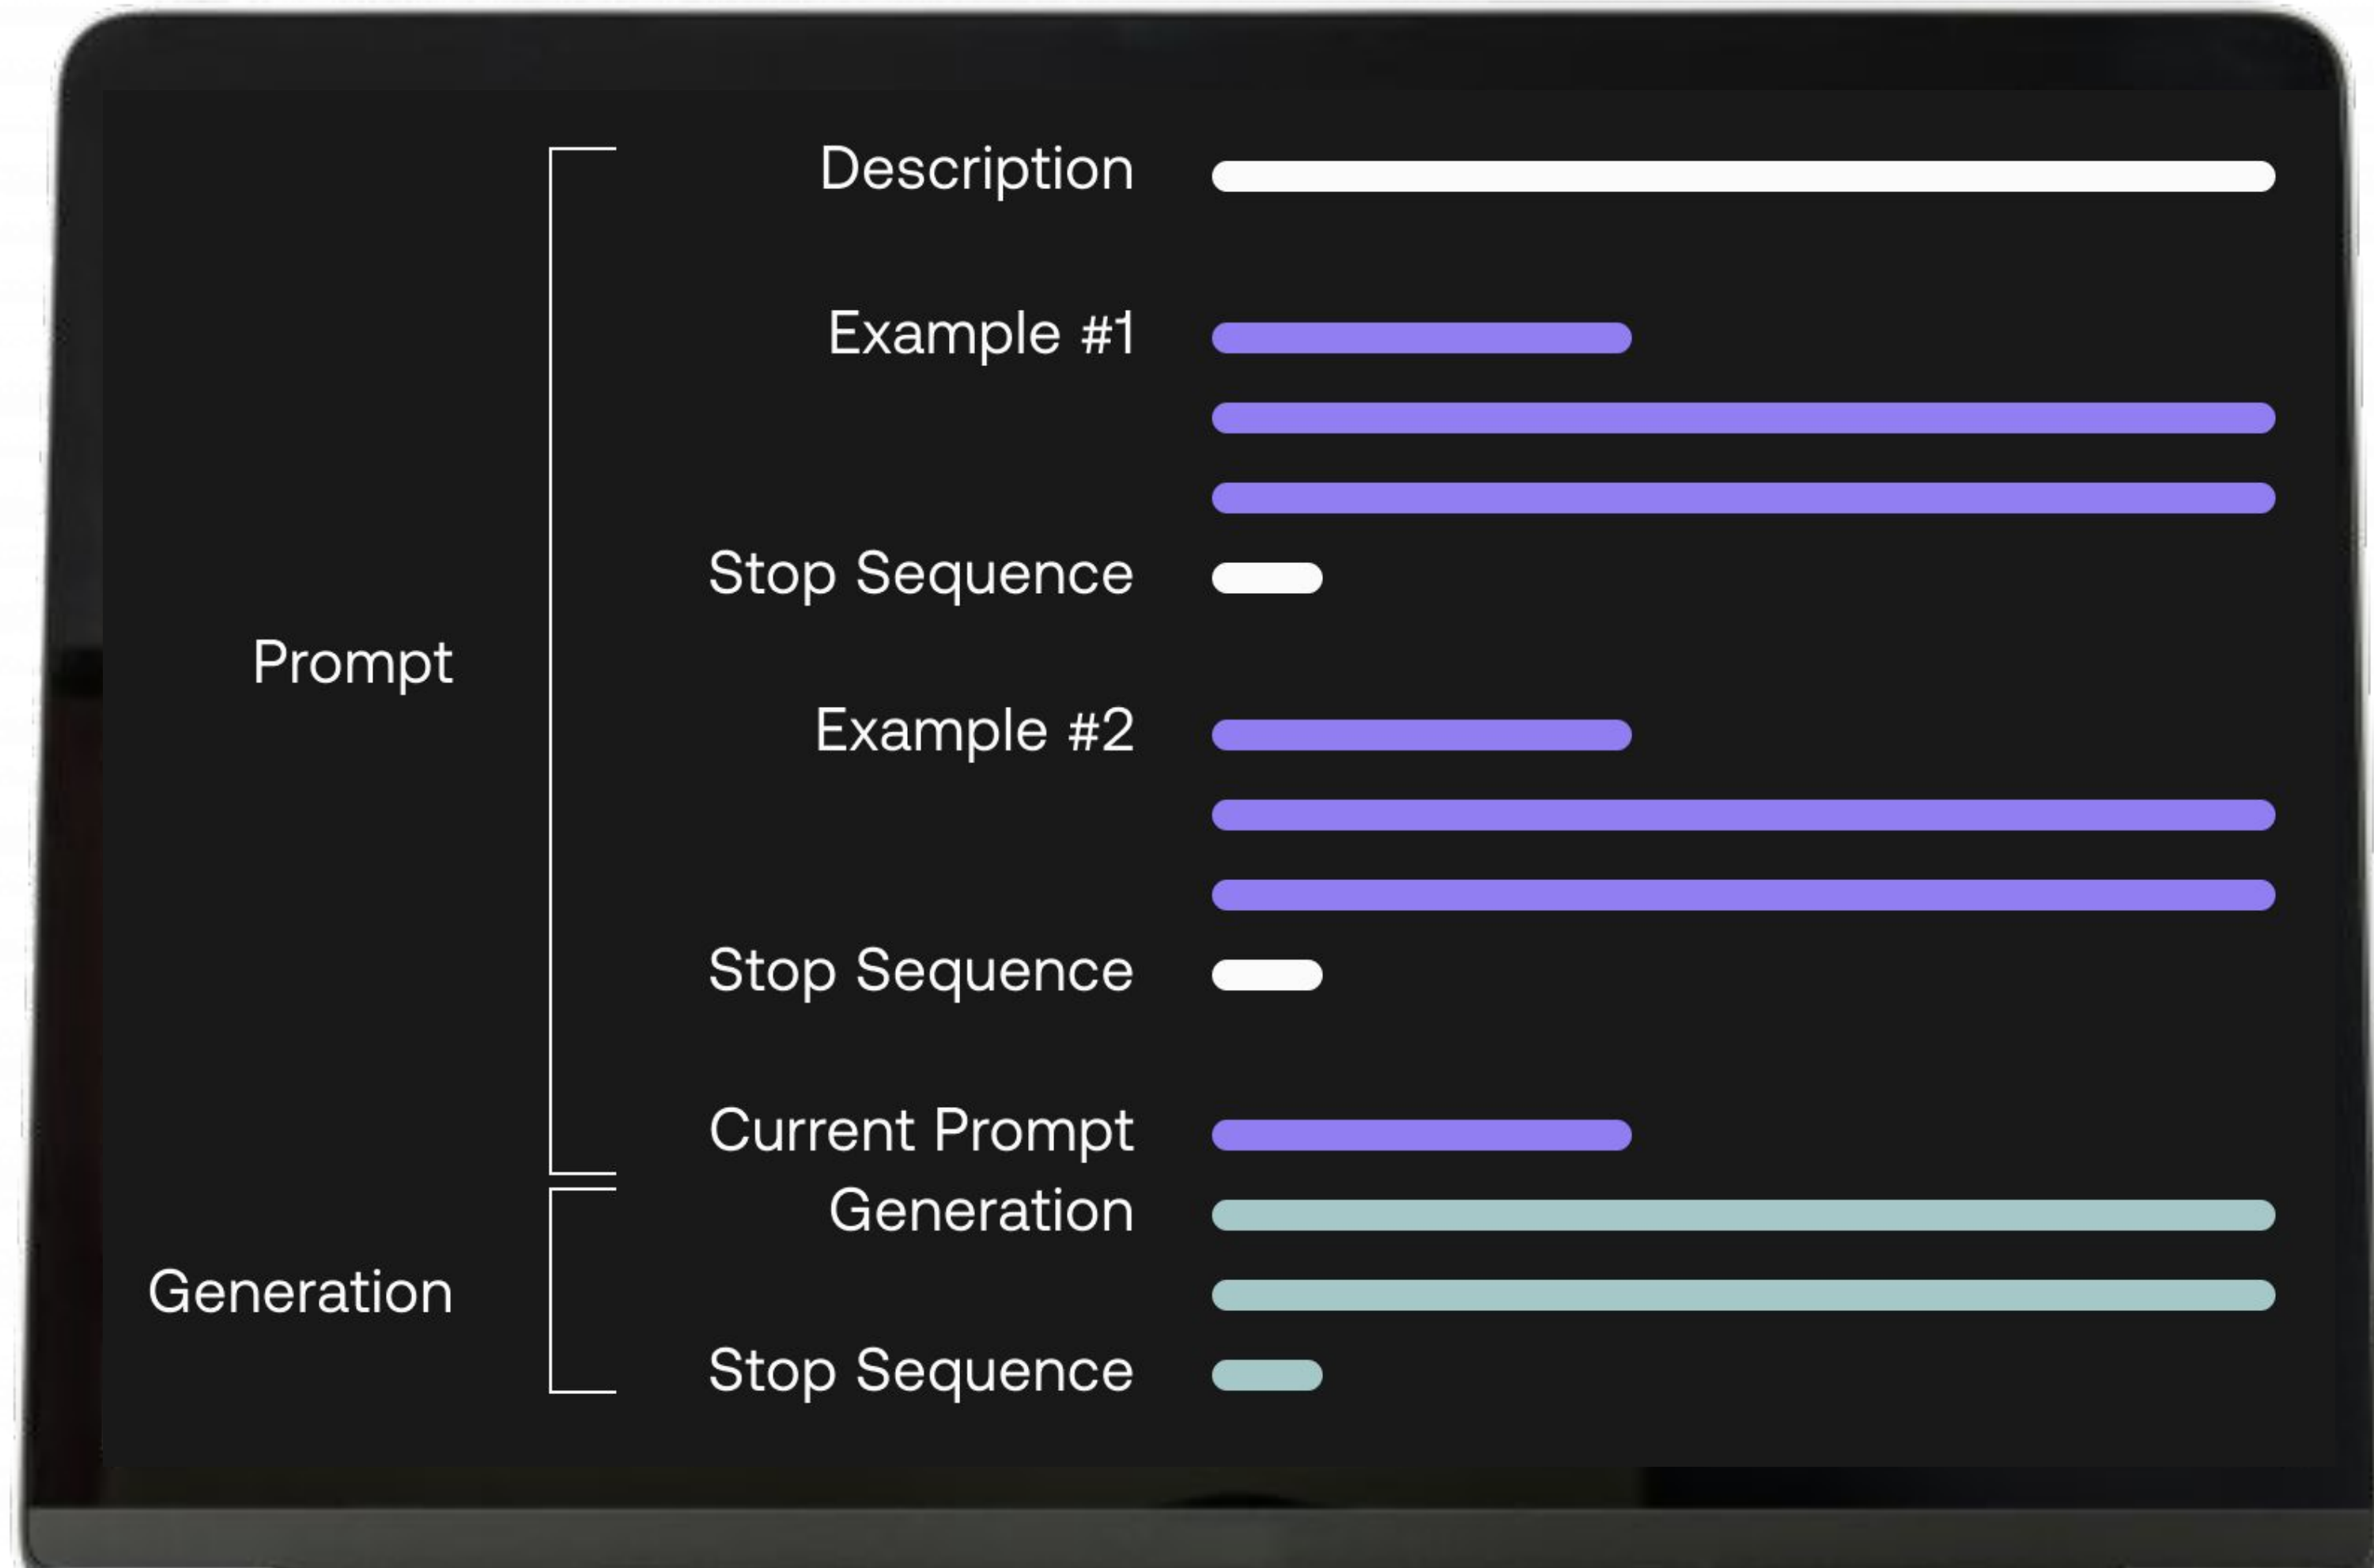 Description
Example #1
Stop Sequence
Prompt
Example #2
Stop Sequence
Current Prompt
Generation
Generation
Stop Sequence